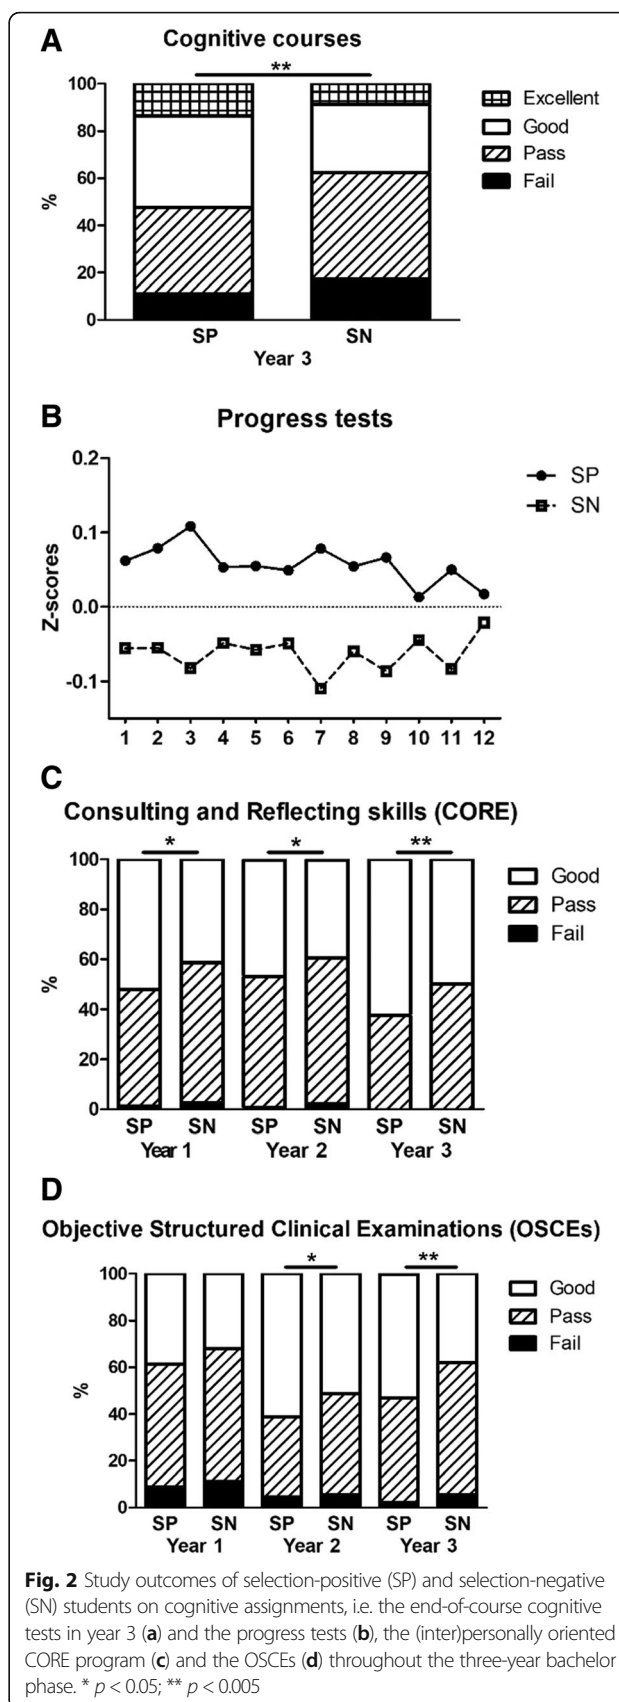 A
Cognitive courses
**
100
80
60
40
20
0
%
Excellent
Good
Pass
Fail
SP SN
Year 3
B
Progress tests
0.2
0.1
0.0
-0.1
Z-scores
SP
SN
1 2 3 4 5 6 7 8 9 10 11 12
C
Consulting and Reflecting skills (CORE)
* * **
100
80
60
40
20
0
%
Good
Pass
Fail
SP SN SP SN SP SN
Year 1 Year 2 Year 3
D
Objective Structured Clinical Examinations (OSCEs)
* **
100
80
60
40
20
0
%
Good
Pass
Fail
SP SN SP SN SP SN
Year 1 Year 2 Year 3
Fig. 2 Study outcomes of selection-positive (SP) and selection-negative
(SN) students on cognitive assignments, i.e. the end-of-course cognitive
tests in year 3 (a) and the progress tests (b), the (inter)personally oriented
CORE program (c) and the OSCEs (d) throughout the three-year bachelor
phase. * p < 0.05; ** p < 0.005